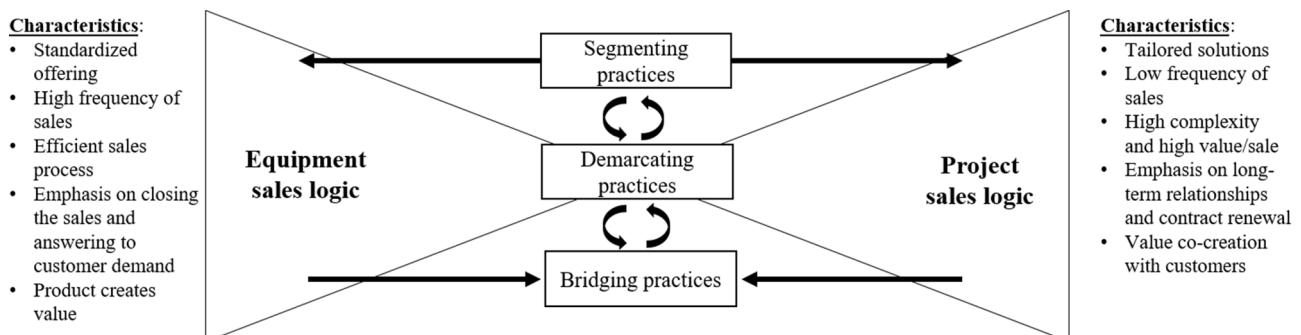 Characteristics:
• Standardized
offering
• High frequency of
sales
• Efficient sales
process
• Emphasis on closing
the sales and
answering to
customer demand
• Product creates
value
Equipment
sales logic
Segmenting
practices
Demarcating
practices
Bridging practices
Project
sales logic
Characteristics:
• Tailored solutions
• Low frequency of
sales
• High complexity
and high value/sale
• Emphasis on long-
term relationships
and contract renewal
• Value co-creation
with customers